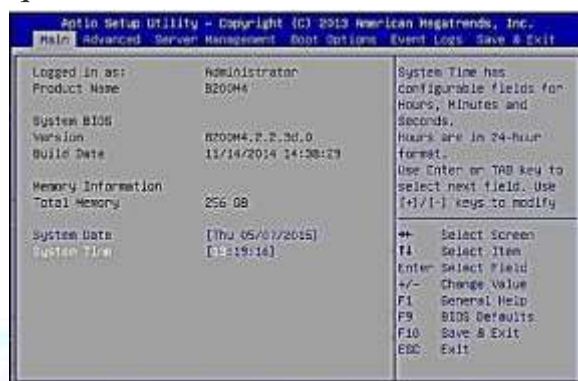 Aptio Setup Utility - Copyright (C) 2013 American Megatrends, Inc.
Main Advanced Server Management Boot Options Event Logs Save & Exit
Logged in as: Administrator
Product Name B200M4
System BIOS
Version B200M4.2.2.3d.0
Build Date 11/14/2014 14:38:29
Memory Information
Total Memory 256 GB
System Date [Thu 05/07/2015]
System Time
System Time has
configurable fields for
Hours, Minutes and
Seconds.
Hours are in 24-hour
format.
Use Enter or TAB key to
select next field. Use
[+]/[-] keys to modify
Select Screen
Select Item
Enter Select Field
+/- Change Value
F1 General Help
F9 BIOS Defaults
F10 Save & Exit
ESC Exit